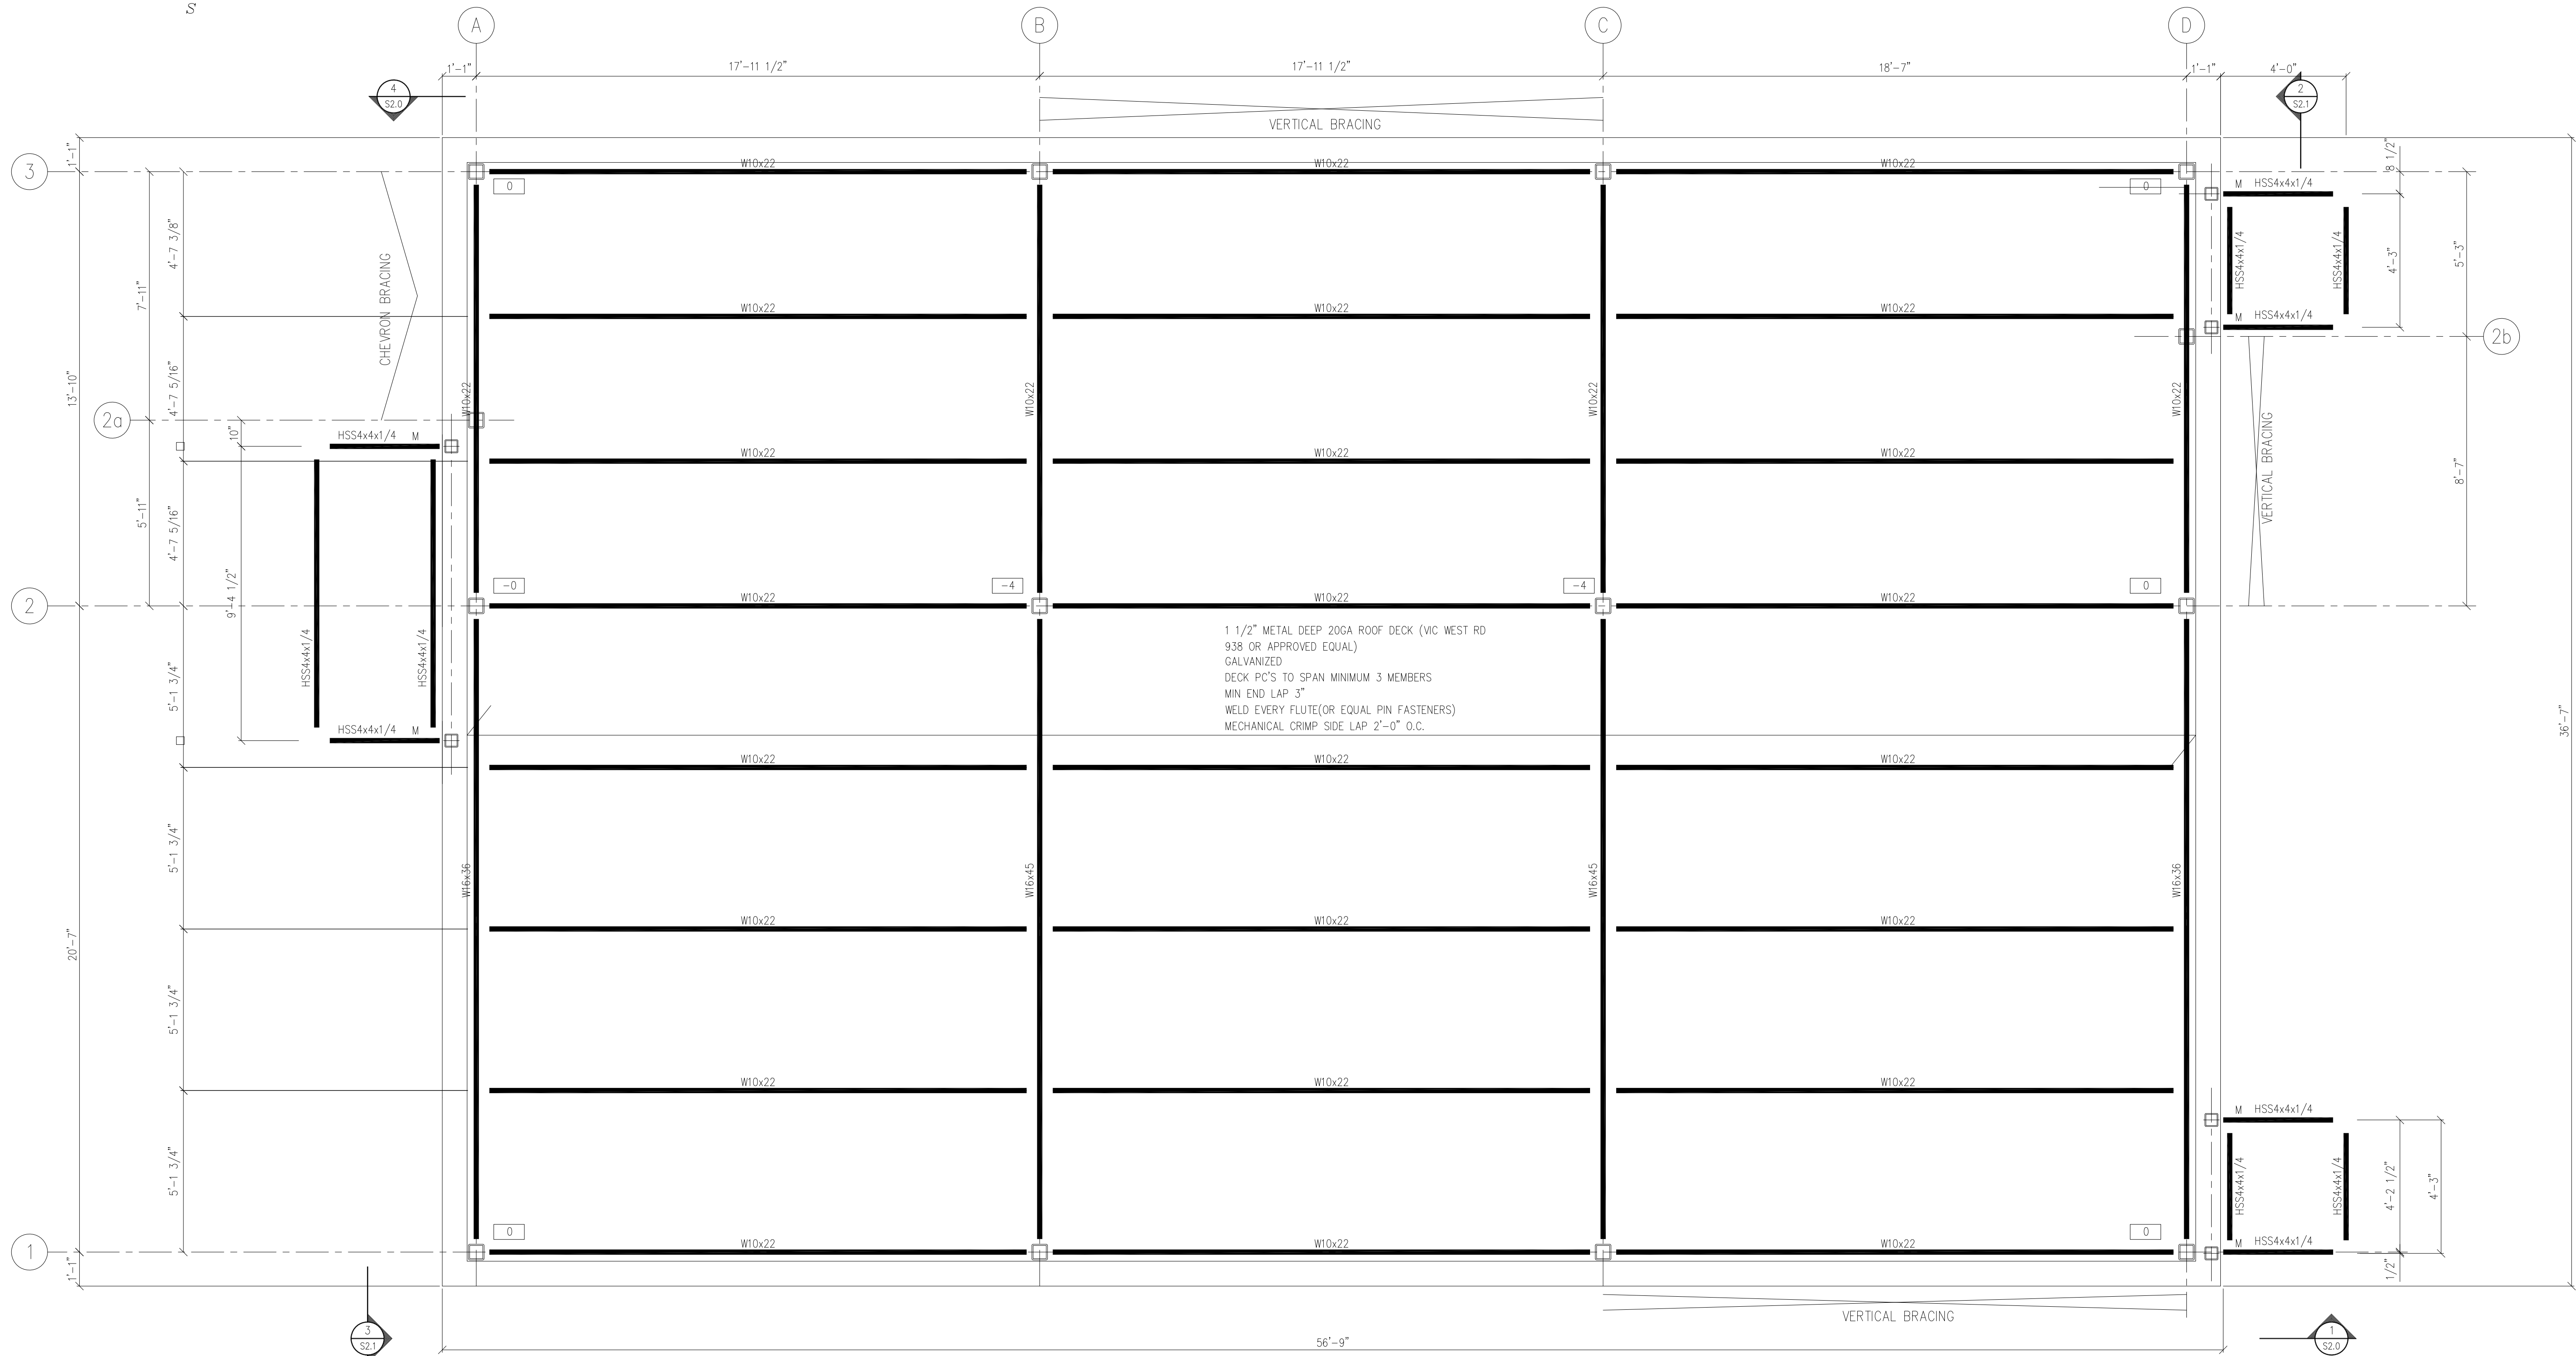 S
A
B
C
D
1'-1"
17'-11 1/2"
17'-11 1/2"
18'-7"
1'-1"
4'-0"
4
S2.0
2
S2.1
VERTICAL BRACING
3
1'-1"
8 1/2"
W10x22
W10x22
W10x22
0
0
M HSS4x4x1/4
HSS4x4x1/4
HSS4x4x1/4
4'-3"
5'-3"
4'-7 3/8"
7'-11"
CHEVRON BRACING
W10x22
W10x22
W10x22
M HSS4x4x1/4
2b
13'-10"
4'-7 5/16"
W10x22
W10x22
W10x22
W10x22
2a
10"
HSS4x4x1/4 M
VERTICAL BRACING
8'-7"
W10x22
W10x22
W10x22
5'-11"
4'-7 5/16"
9'-4 1/2"
-0
-4
-4
0
2
W10x22
W10x22
W10x22
HSS4x4x1/4
HSS4x4x1/4
5'-1 3/4"
1 1/2" METAL DEEP 20GA ROOF DECK (VIC WEST RD
938 OR APPROVED EQUAL)
GALVANIZED
DECK PC'S TO SPAN MINIMUM 3 MEMBERS
MIN END LAP 3"
WELD EVERY FLUTE(OR EQUAL PIN FASTENERS)
MECHANICAL CRIMP SIDE LAP 2'-0" O.C.
36'-7"
HSS4x4x1/4 M
W10x22
W10x22
W10x22
5'-1 3/4"
W16x36
W16x45
W16x45
W16x36
20'-7"
W10x22
W10x22
W10x22
5'-1 3/4"
W10x22
W10x22
W10x22
M HSS4x4x1/4
5'-1 3/4"
HSS4x4x1/4
HSS4x4x1/4
4'-2 1/2"
4'-3"
0
0
1
W10x22
W10x22
W10x22
M HSS4x4x1/4
1'-1"
1/2"
VERTICAL BRACING
3
S2.1
56'-9"
1
S2.0